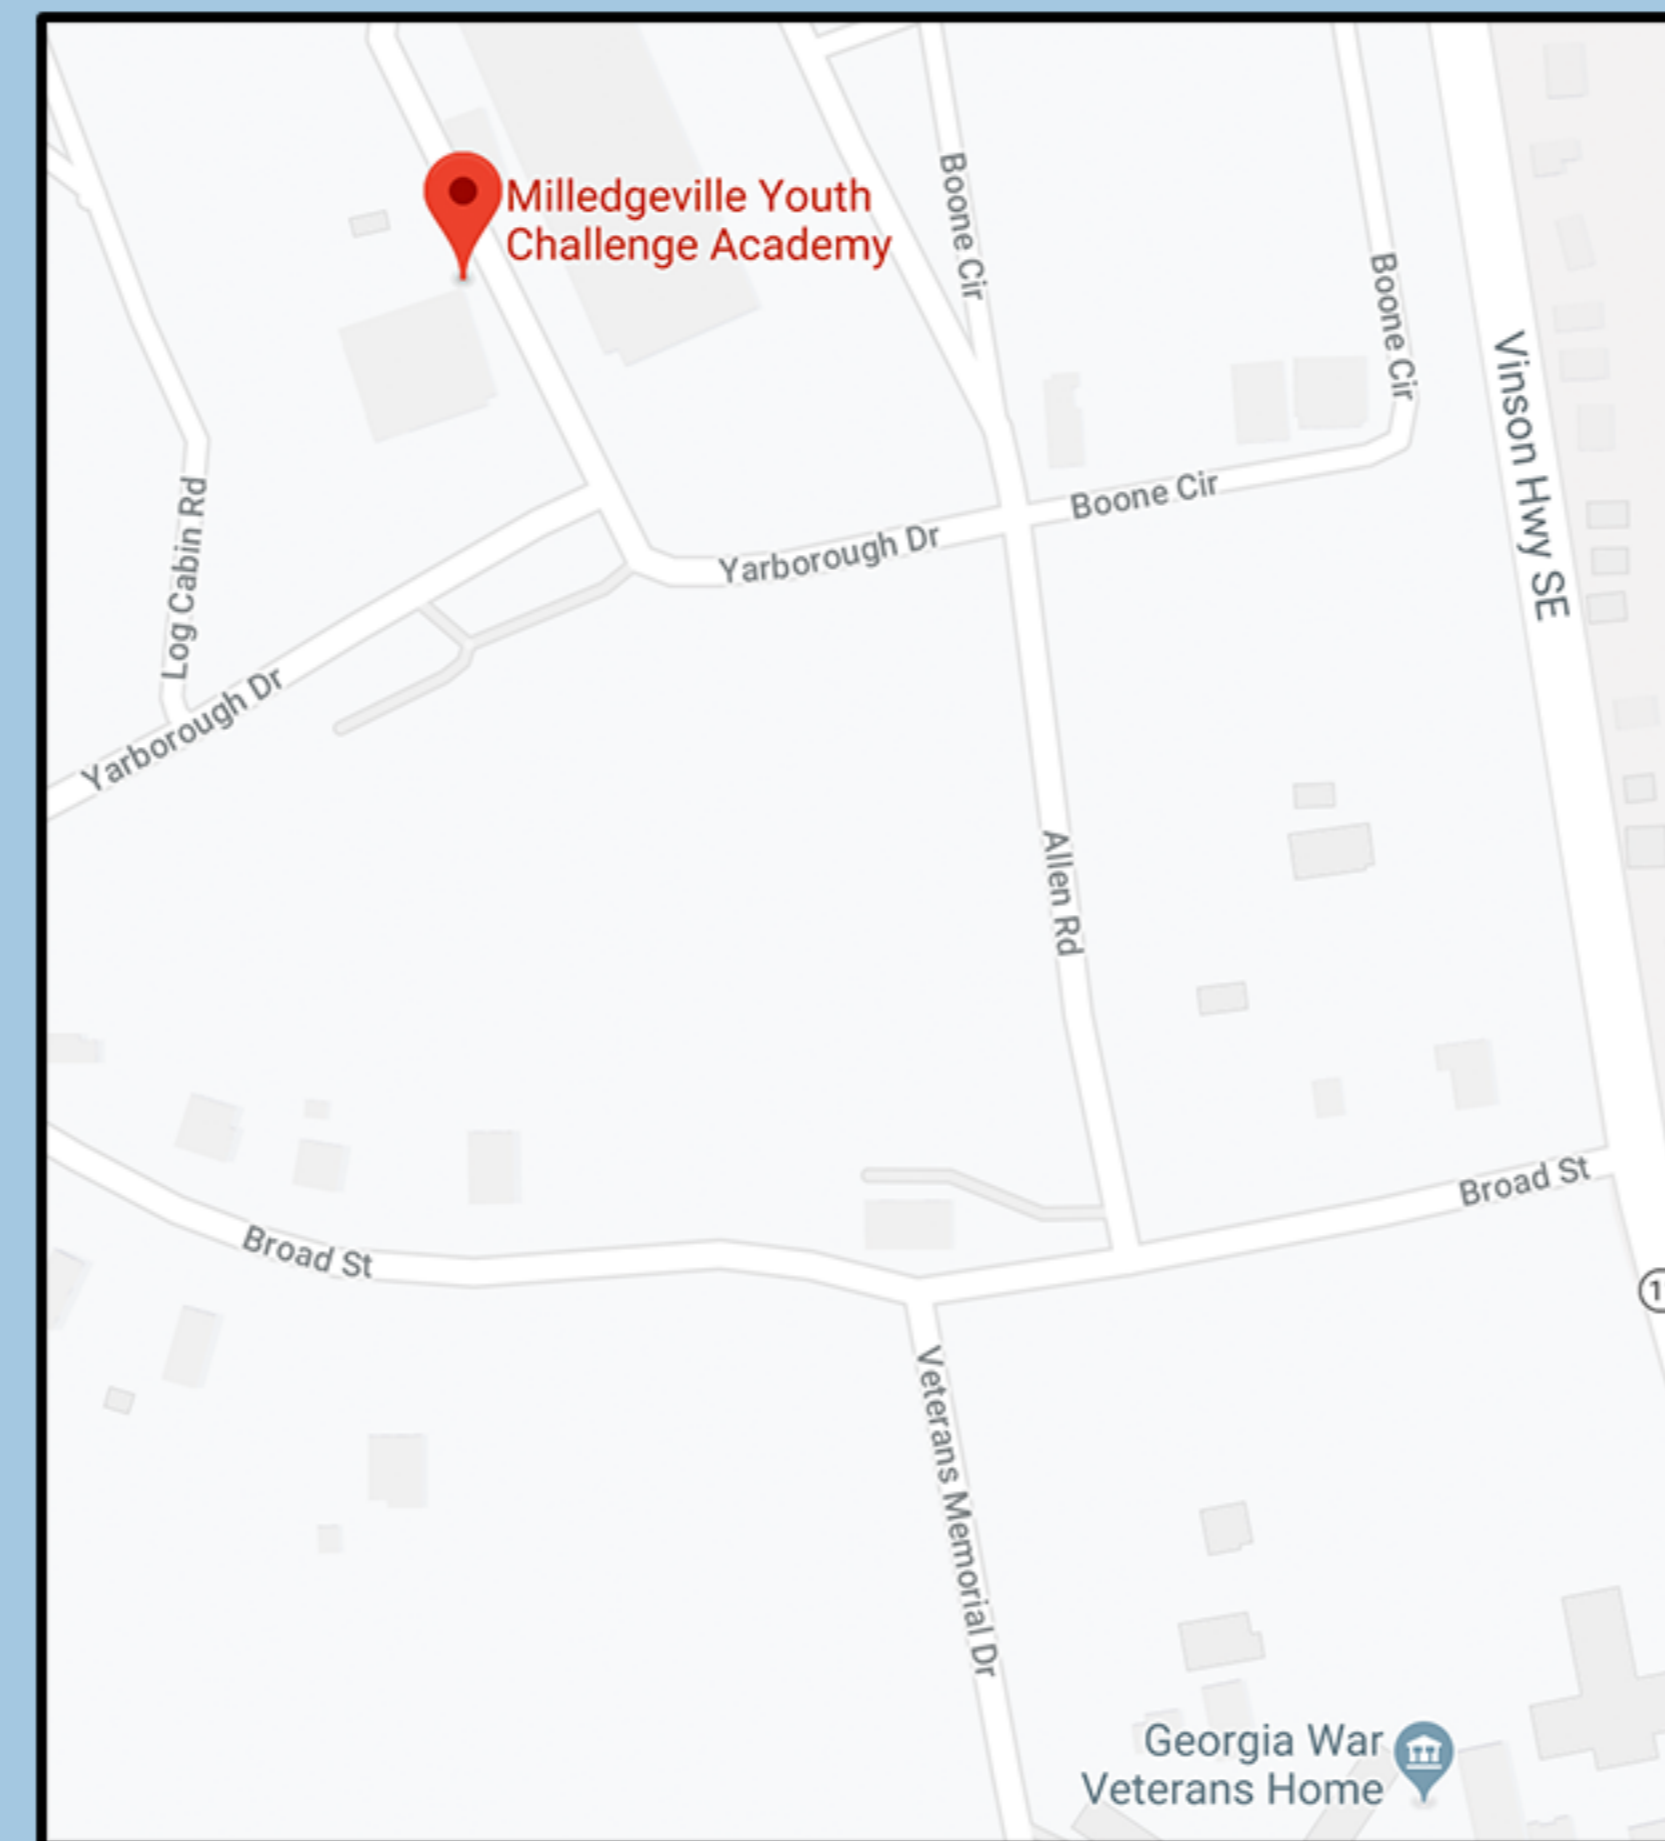 Milledgeville Youth
Challenge Academy
Boone Cir
Boone Cir
Vinson Hwy SE
Boone Cir
Yarborough Dr
Log Cabin Rd
Yarborough Dr
Allen Rd
Broad St
Broad St
1
Veterans Memorial Dr
Georgia War
Veterans Home